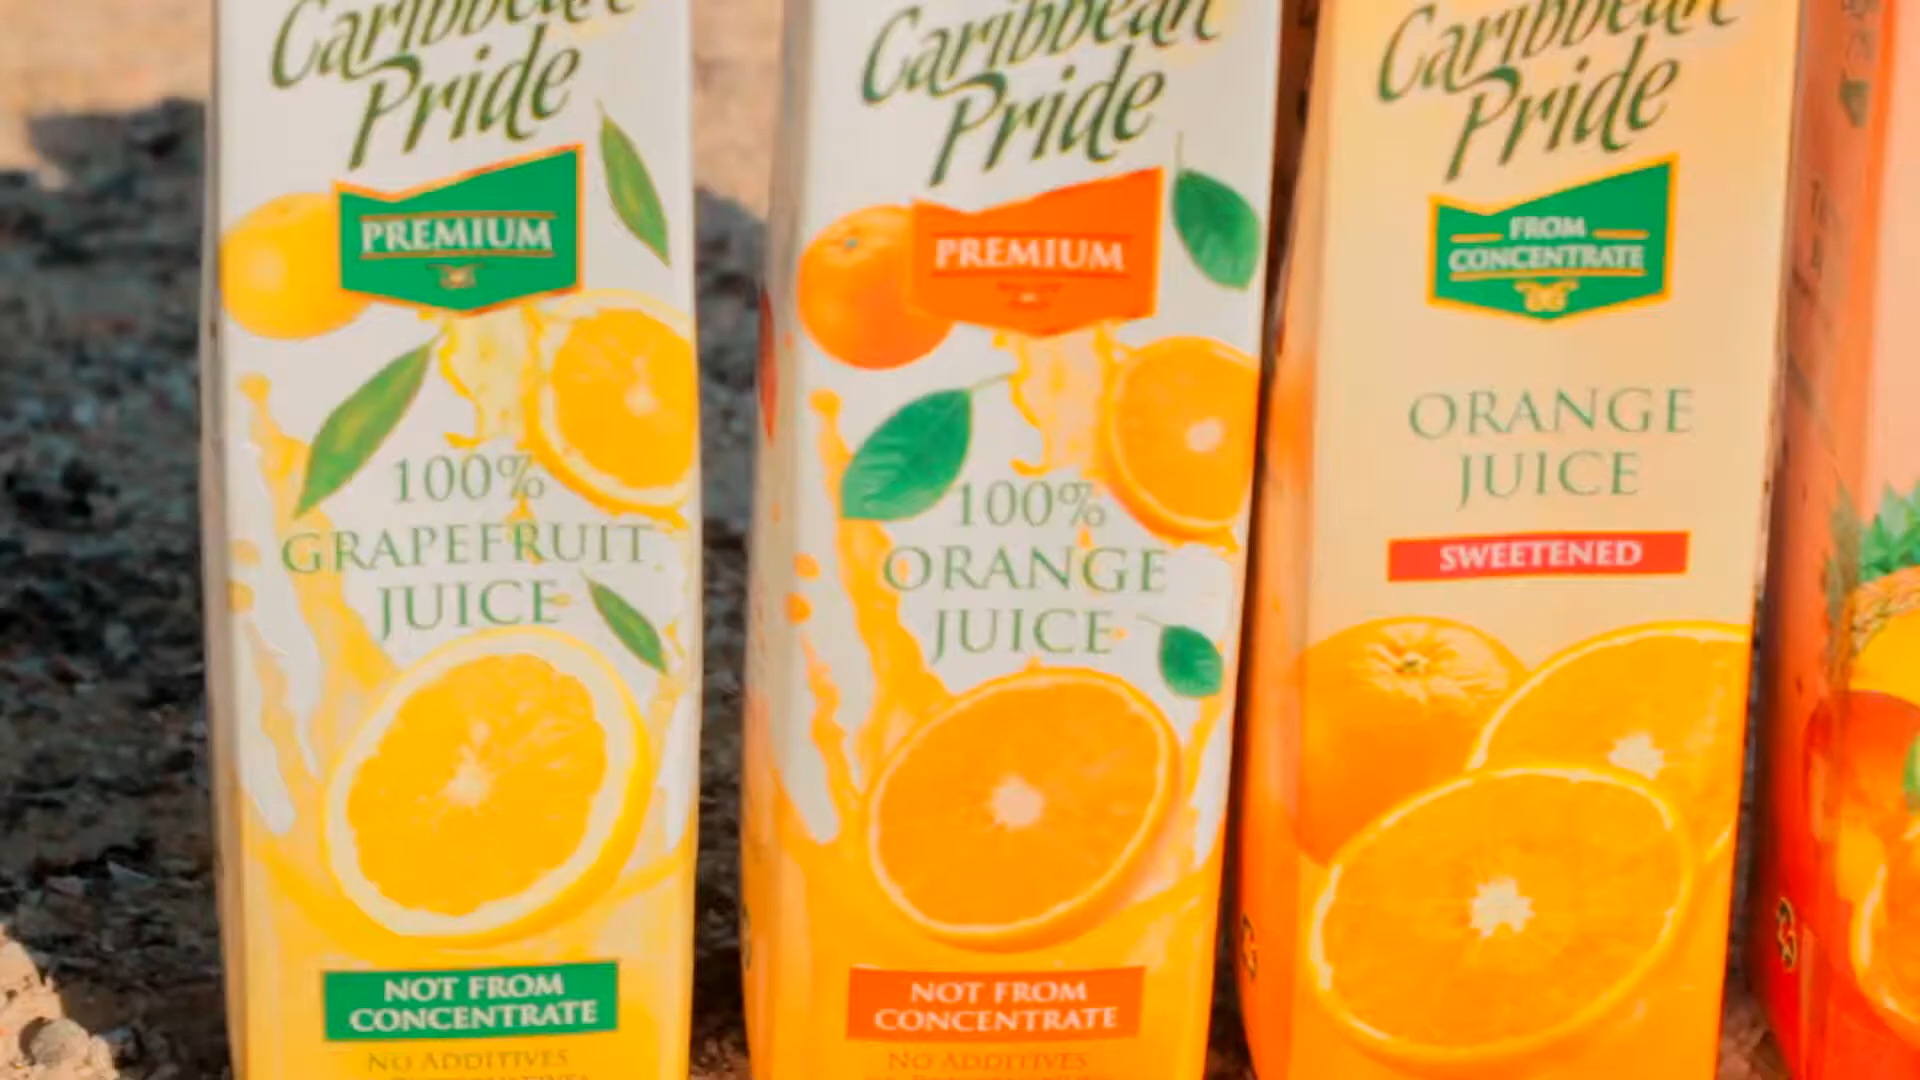 Caribbean
Pride
PREMIUM
100%
GRAPEFRUIT
JUICE
NOT FROM
CONCENTRATE
NO ADDITIVES
Caribbean
Pride
PREMIUM
100%
ORANGE
JUICE
NOT FROM
CONCENTRATE
NO ADDITIVES
Caribbean
Pride
FROM
CONCENTRATE
ORANGE
JUICE
SWEETENED